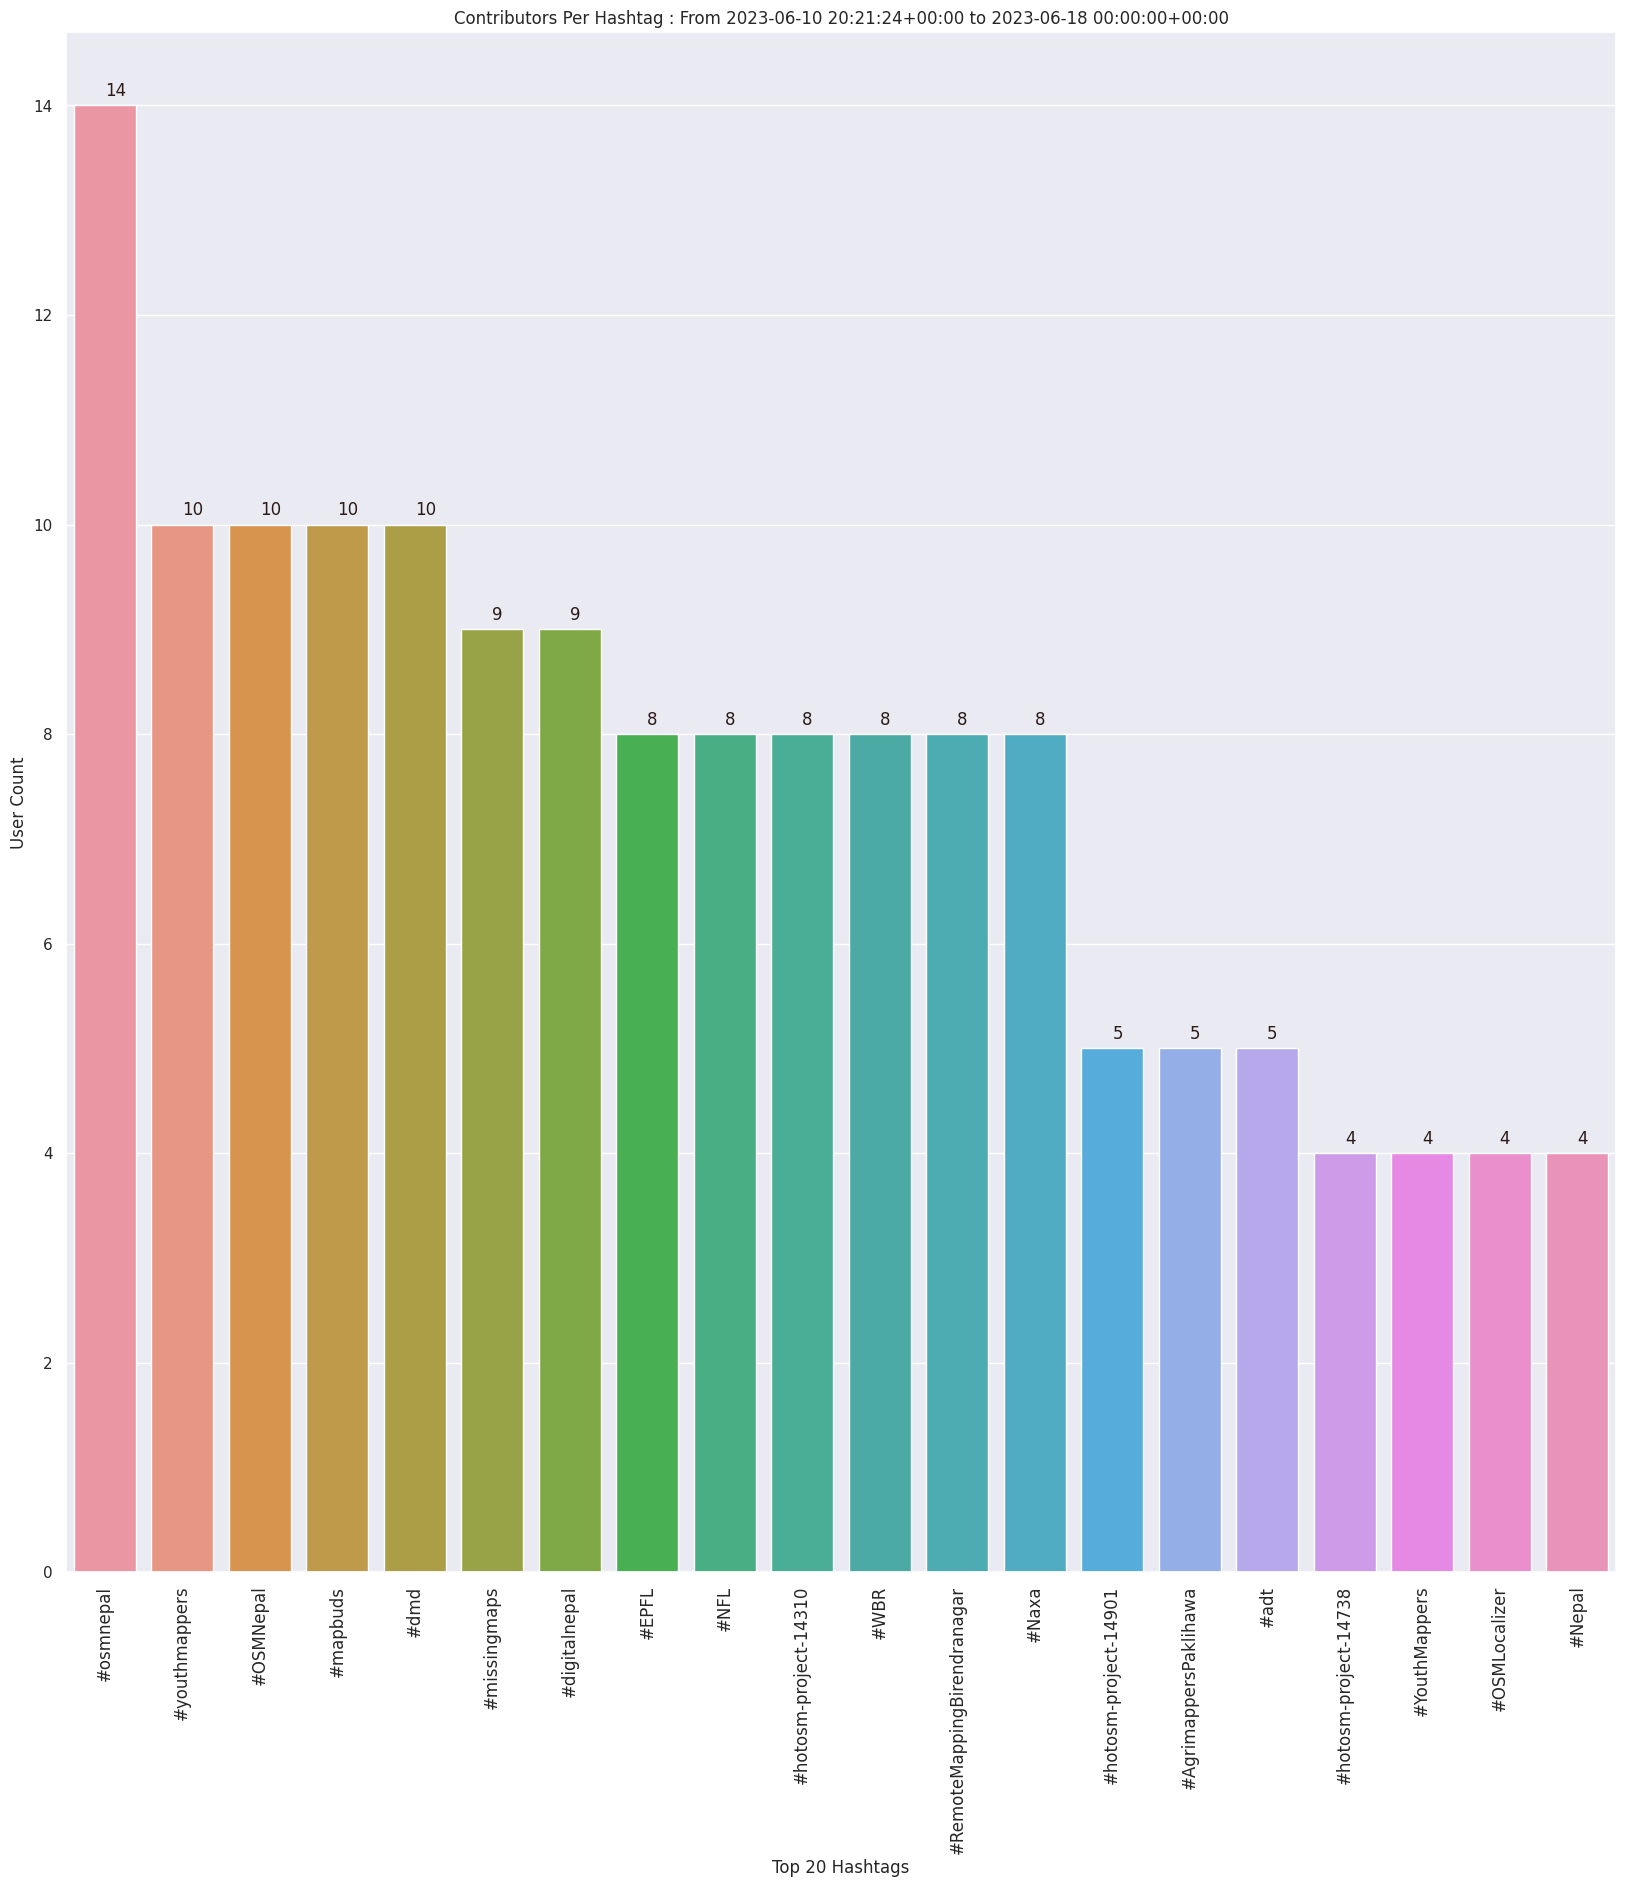 Contributors Per Hashtag : From 2023-06-10 20:21:24+00:00 to 2023-06-18 00:00:00+00:00
User Count
14
12
10
8
6
4
2
0
14
10
10
10
10
9
9
8
8
8
8
8
8
5
5
5
4
4
4
4
#osmnepal
#youthmappers
#OSMNepal
#mapbuds
#dmd
#missingmaps
#digitalnepal
#EPFL
#NFL
#hotosm-project-14310
#WBR
#RemoteMappingBirendranagar
#Naxa
#hotosm-project-14901
#AgrimappersPaklihawa
#adt
#hotosm-project-14738
#YouthMappers
#OSMLocalizer
#Nepal
Top 20 Hashtags